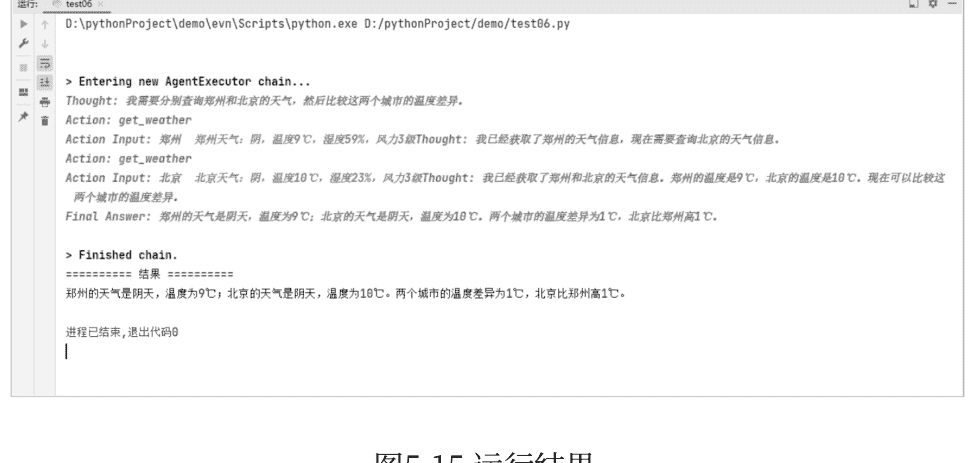 运行: test06 ×
D:\pythonProject\demo\evn\Scripts\python.exe D:/pythonProject/demo/test06.py
> Entering new AgentExecutor chain...
Thought: 我需要分别查询郑州和北京的天气，然后比较这两个城市的温度差异。
Action: get_weather
Action Input: 郑州 郑州天气: 阴，温度9℃，湿度59%，风力3级Thought: 我已经获取了郑州的天气信息，现在需要查询北京的天气信息。
Action: get_weather
Action Input: 北京 北京天气: 阴，温度10℃，湿度23%，风力3级Thought: 我已经获取了郑州和北京的天气信息。郑州的温度是9℃，北京的温度是10℃。现在可以比较这
两个城市的温度差异。
Final Answer: 郑州的天气是阴天，温度为9℃；北京的天气是阴天，温度为10℃。两个城市的温度差异为1℃，北京比郑州高1℃。
> Finished chain.
========== 结果 ==========
郑州的天气是阴天，温度为9℃；北京的天气是阴天，温度为10℃。两个城市的温度差异为1℃，北京比郑州高1℃。
进程已结束,退出代码0
图5-15 运行结果